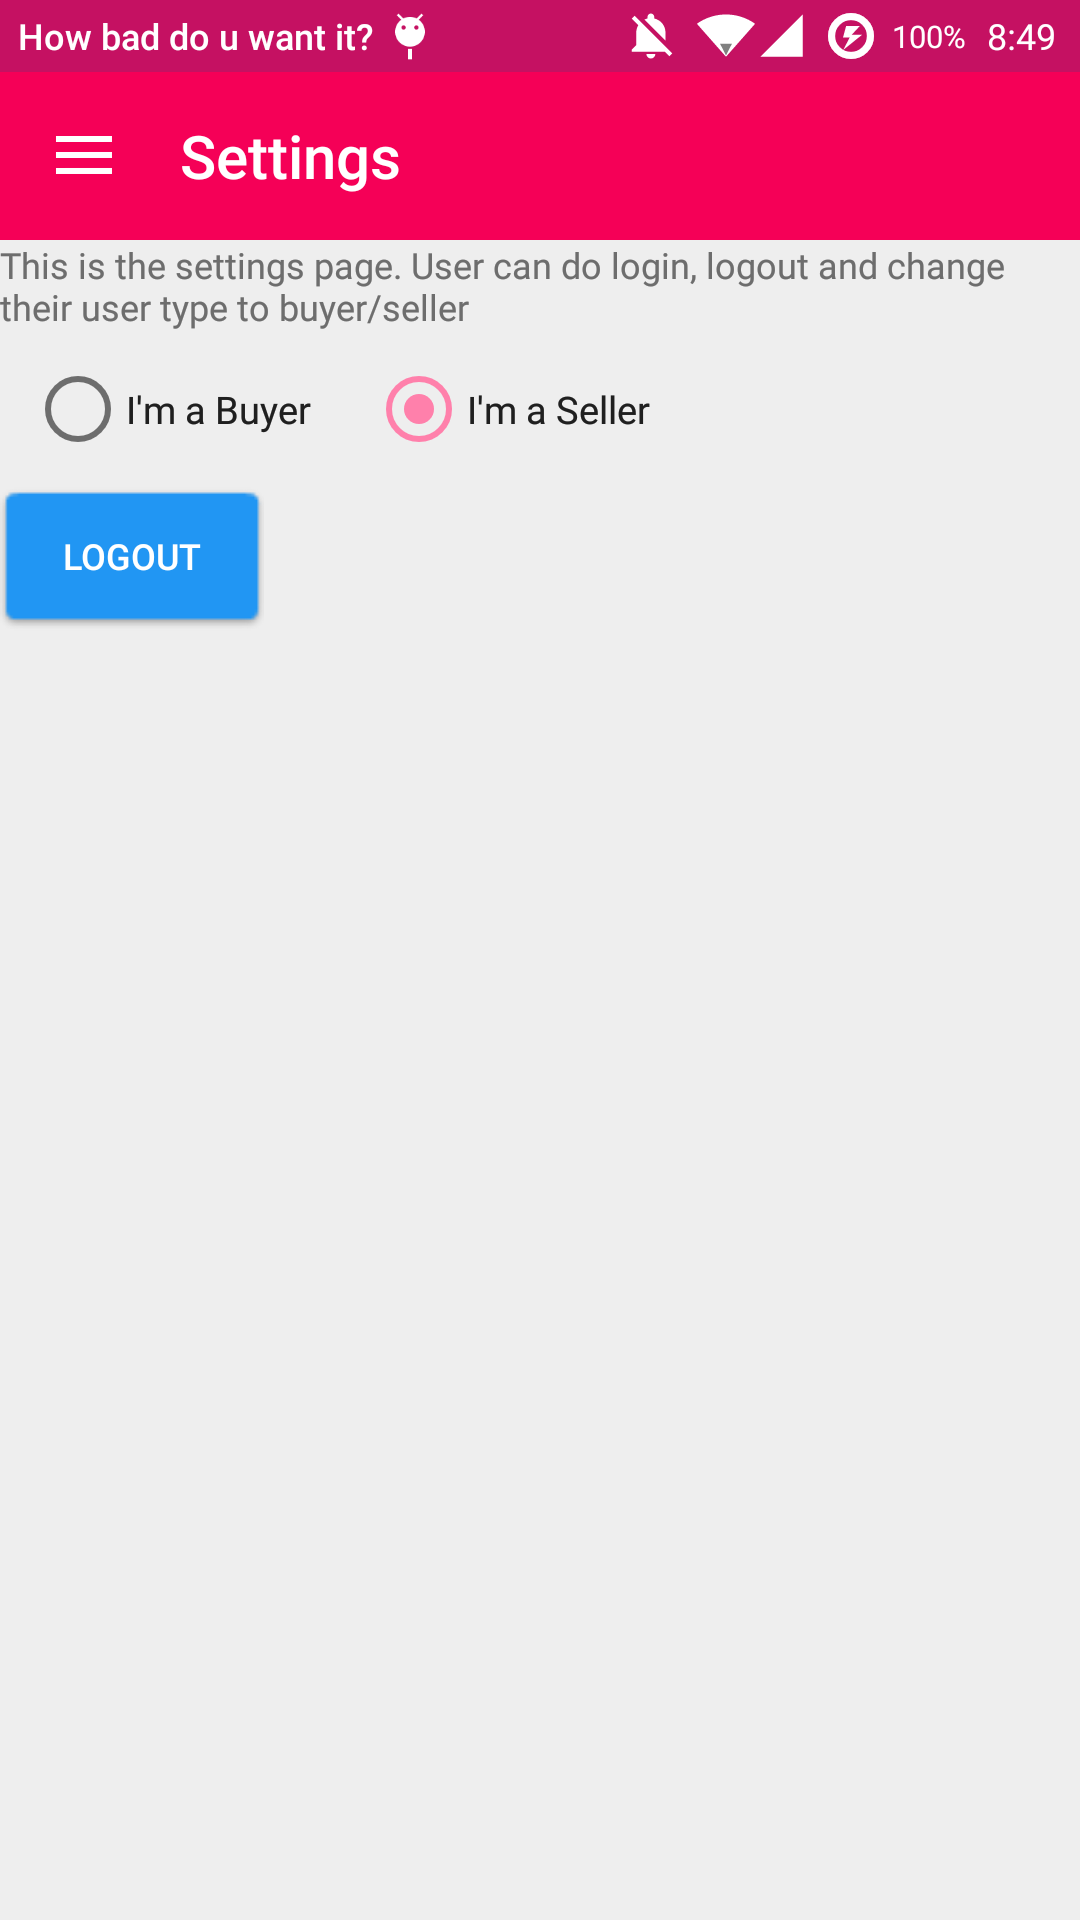 How bad do u want it? 100% 8:49
Settings
This is the settings page. User can do login, logout and change
their user type to buyer/seller
I'm a Buyer I'm a Seller
LOGOUT